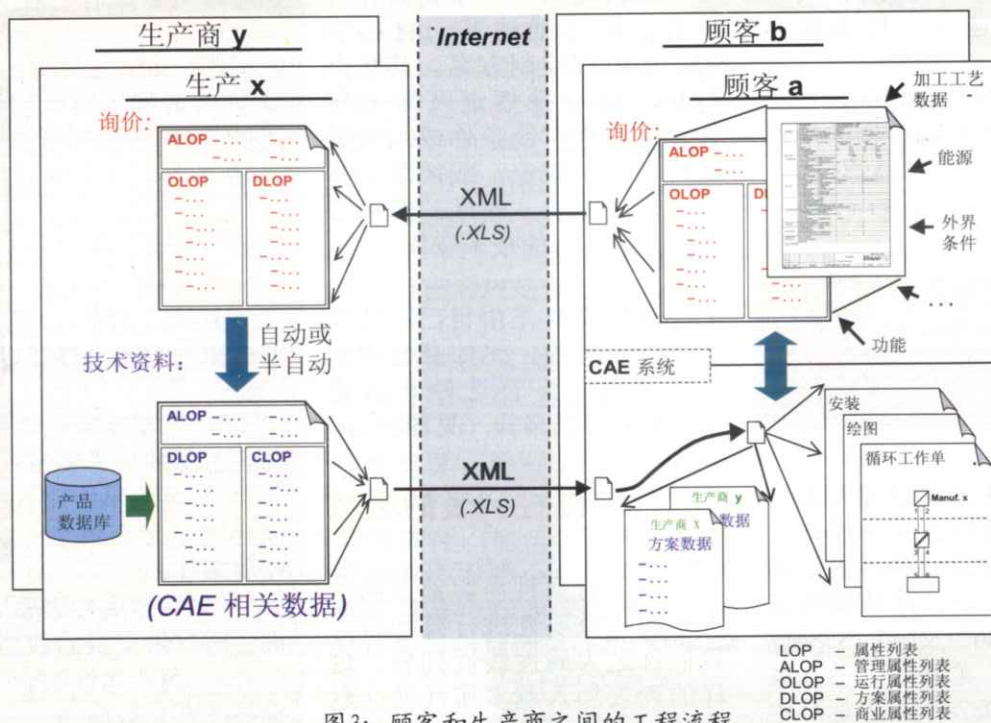 生产商 y
生产 x
询价:
ALOP –... –...
–... –...
OLOP DLOP
–... –...
–... –...
–... –...
–... –...
–... –...
–... –...
技术资料:
自动或
半自动
ALOP –... –...
–... –...
DLOP CLOP
–... –...
–... –...
–... –...
–... –...
–... –...
–... –...
产品
数据库
(CAE 相关数据)
Internet
XML
(.XLS)
XML
(.XLS)
顾客 b
顾客 a
询价:
ALOP –...
–...
OLOP
–... –...
–... –...
–... –...
–... –...
–... –...
–... –...
加工工艺
数据 -
能源
外界
条件
...
功能
CAE 系统
安装
绘图
循环工作单 ...
Manuf. x
生产商 y
数据
生产商 x
方案数据
–...
–...
–...
–...
LOP - 属性列表
ALOP – 管理属性列表
OLOP – 运行属性列表
DLOP – 方案属性列表
CLOP – 商业属性列表
顾客和生产商之间的工程流程